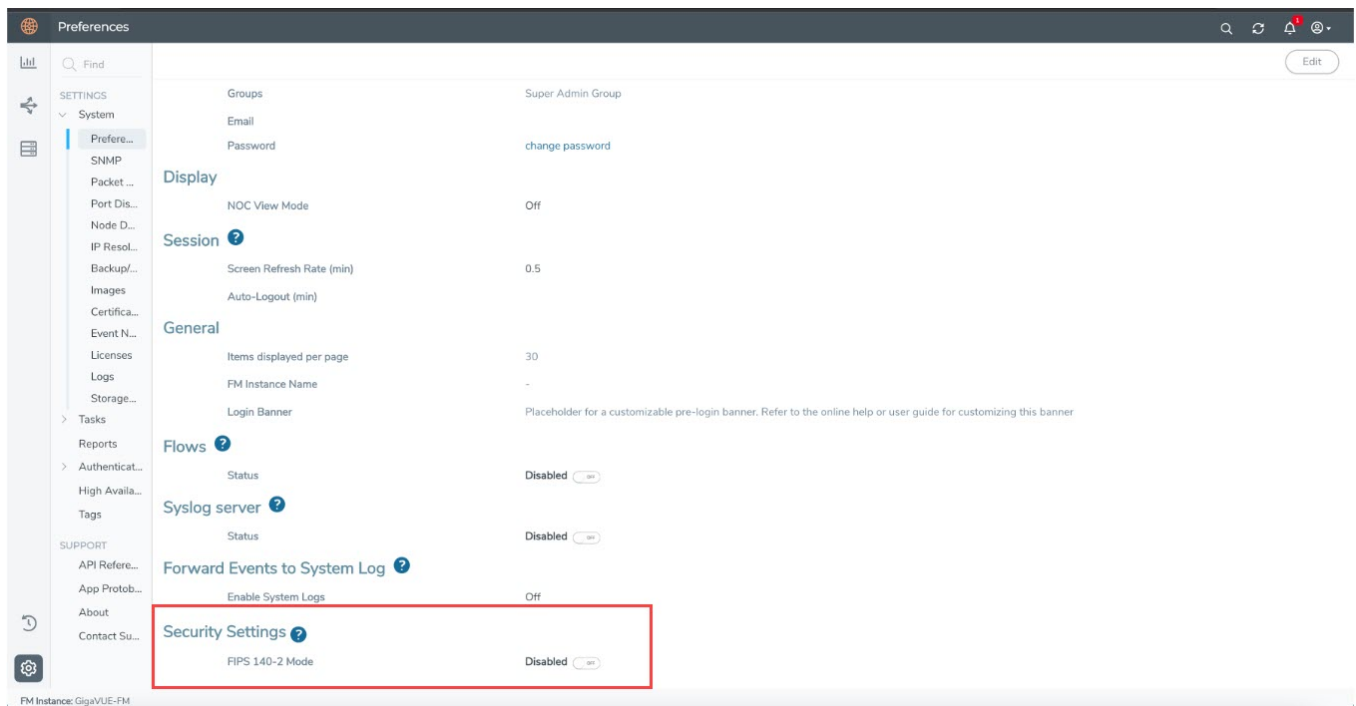 Preferences
1
Find
Edit
SETTINGS
System
Prefere...
SNMP
Packet ...
Port Dis...
Node D...
IP Resol...
Backup/...
Images
Certifica...
Event N...
Licenses
Logs
Storage...
Tasks
Reports
Authenticat...
High Availa...
Tags
SUPPORT
API Refere...
App Protob...
About
Contact Su...
Groups Super Admin Group
Email
Password change password
Display
NOC View Mode Off
Session ?
Screen Refresh Rate (min) 0.5
Auto-Logout (min)
General
Items displayed per page 30
FM Instance Name -
Login Banner Placeholder for a customizable pre-login banner. Refer to the online help or user guide for customizing this banner
Flows ?
Status Disabled OFF
Syslog server ?
Status Disabled OFF
Forward Events to System Log ?
Enable System Logs Off
Security Settings ?
FIPS 140-2 Mode Disabled OFF
FM Instance: GigaVUE-FM